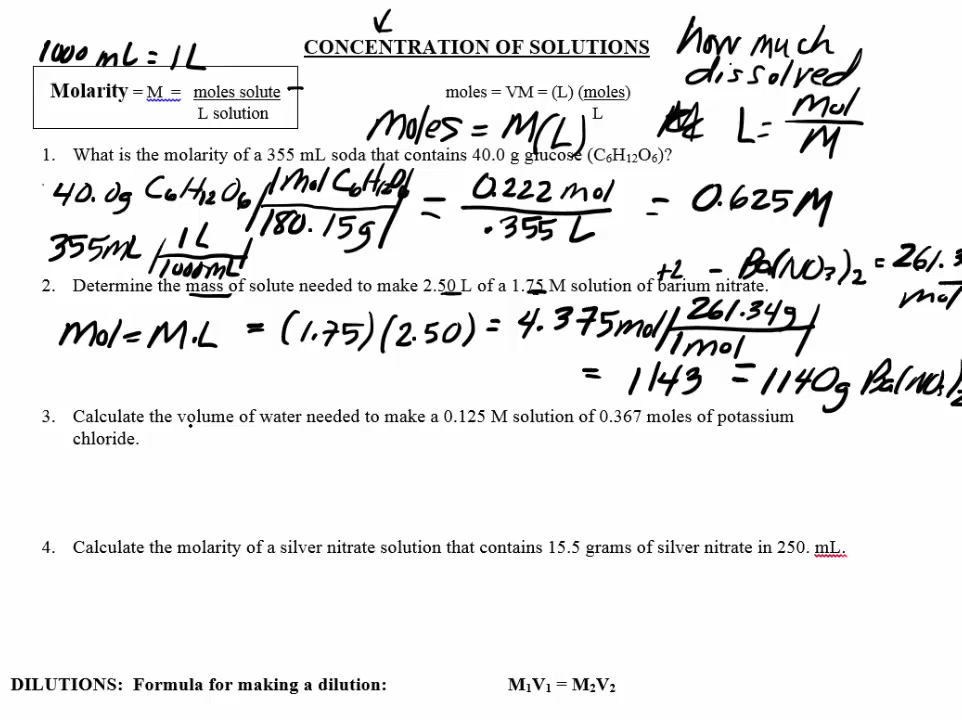 1000 mL = 1L
CONCENTRATION OF SOLUTIONS
how much
dissolved
Molarity = M = moles solute
L solution
moles = VM = (L) (moles)
L
moles = M(L)
L = mol
M
1. What is the molarity of a 355 mL soda that contains 40.0 g glucose (C6H12O6)?
40.0g C6H12O6 | 1mol C6H12O6
180.15g
= 0.222 mol
.355 L
= 0.625 M
355mL | 1L
1000mL
+2 - Ba(NO3)2 = 261.3
mol
2. Determine the mass of solute needed to make 2.50 L of a 1.75 M solution of barium nitrate.
mol = M·L = (1.75)(2.50) = 4.375mol | 261.34g
1mol
= 1143 = 1140g Ba(NO3)2
3. Calculate the volume of water needed to make a 0.125 M solution of 0.367 moles of potassium
chloride.
4. Calculate the molarity of a silver nitrate solution that contains 15.5 grams of silver nitrate in 250. mL.
DILUTIONS: Formula for making a dilution: M₁V₁ = M₂V₂